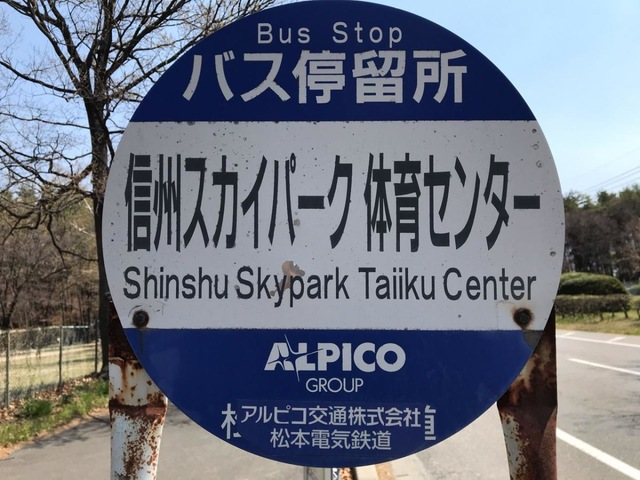 Bus Stop
バス停留所
信州スカイパーク 体育センター
Shinshu Skypark Taiiku Center
ALPICO
GROUP
アルピコ交通株式会社
松本電気鉄道